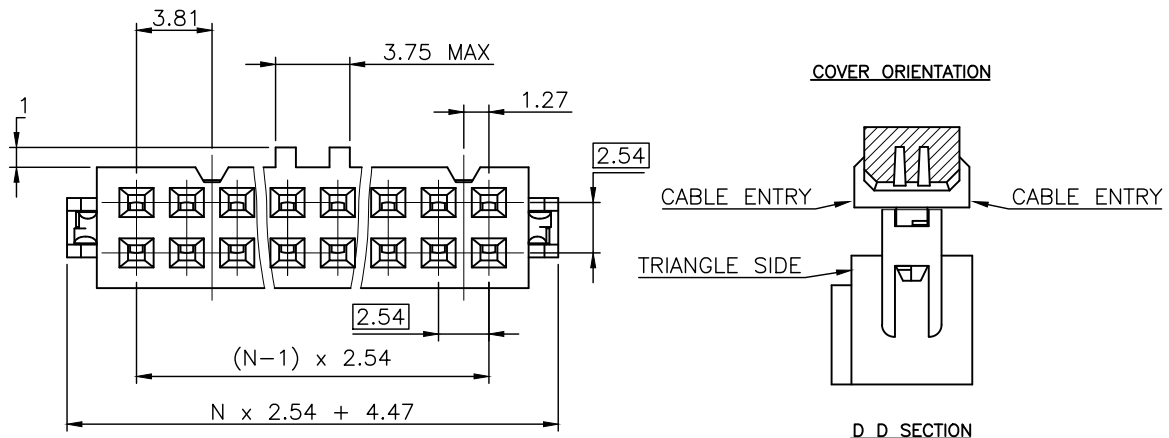 3.81
3.75 MAX
COVER ORIENTATION
1
1.27
2.54
CABLE ENTRY
CABLE ENTRY
TRIANGLE SIDE
2.54
(N-1) x 2.54
N x 2.54 + 4.47
D D SECTION